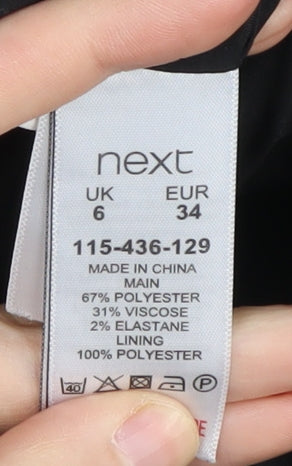 next
UK EUR
6 34
115-436-129
MADE IN CHINA
MAIN
67% POLYESTER
31% VISCOSE
2% ELASTANE
LINING
100% POLYESTER
40 P